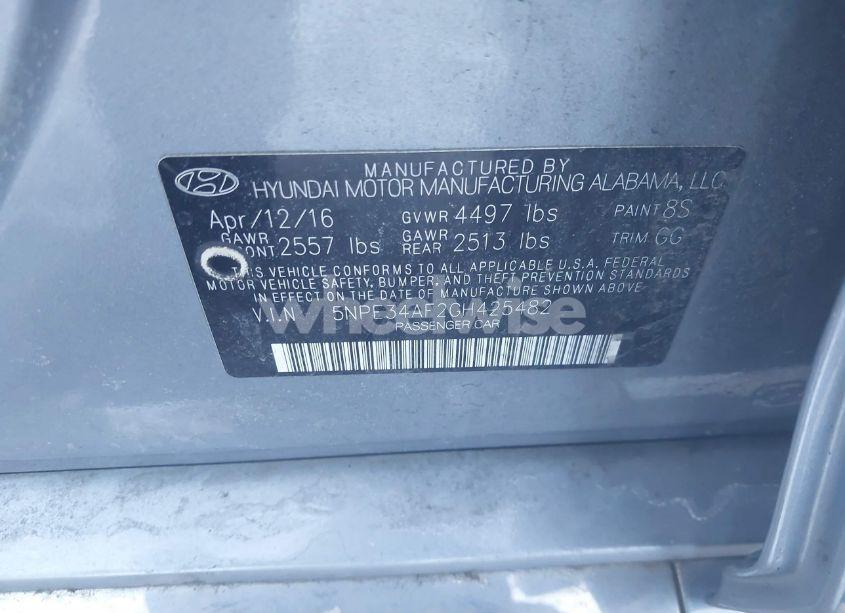 MANUFACTURED BY
HYUNDAI MOTOR MANUFACTURING ALABAMA, LLC
Apr/12/16 GVWR 4497 lbs PAINT 8S
GAWR 2557 lbs GAWR REAR 2513 lbs TRIM GG
THIS VEHICLE CONFORMS TO ALL APPLICABLE U.S.A. FEDERAL
MOTOR VEHICLE SAFETY, BUMPER, AND THEFT PREVENTION STANDARDS
IN EFFECT ON THE DATE OF MANUFACTURE SHOWN ABOVE.
V.I.N 5NPE34AF2GH425482
PASSENGER CAR
wheelwise